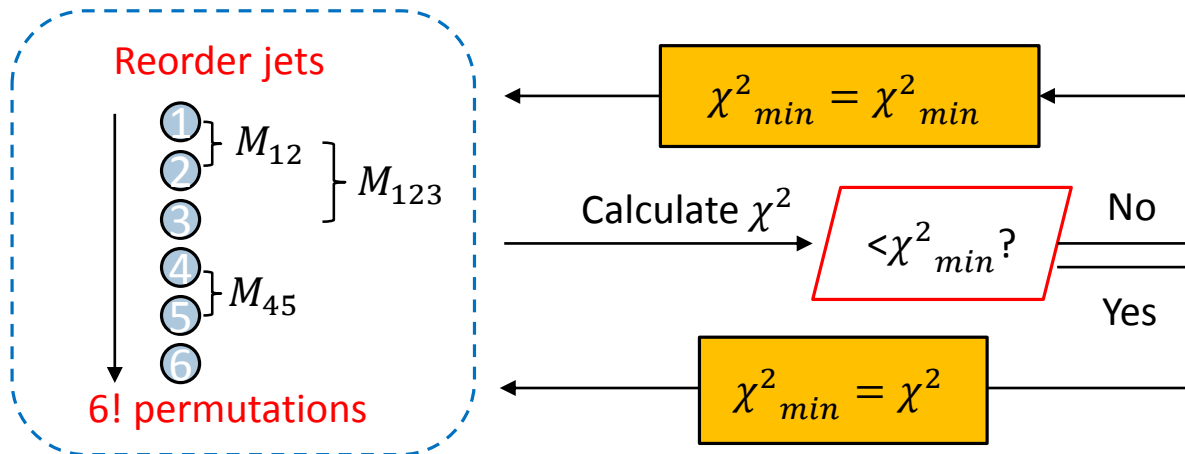 Reorder jets
1
2
3
4
5
6
M₁₂
M₁₂₃
M₄₅
6! permutations
χ²ₘᵢₙ = χ²ₘᵢₙ
Calculate χ²
<χ²ₘᵢₙ?
No
Yes
χ²ₘᵢₙ = χ²